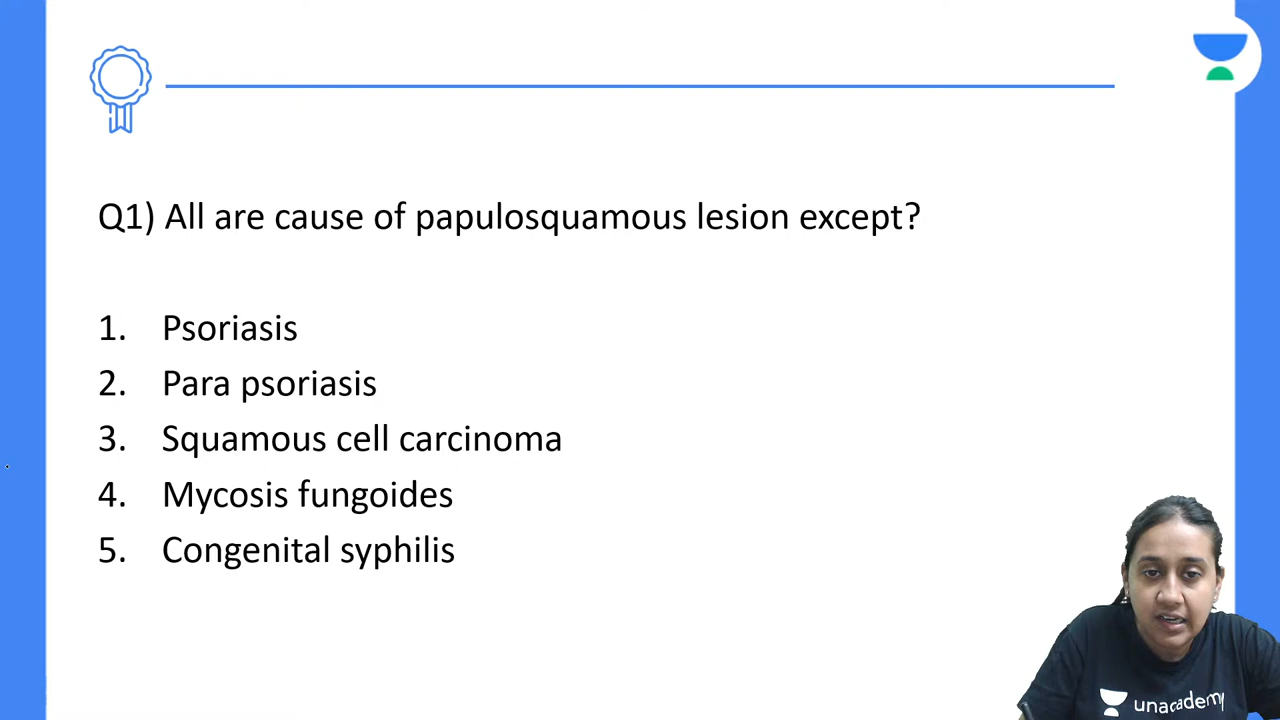 Q1) All are cause of papulosquamous lesion except?
1. Psoriasis
2. Para psoriasis
3. Squamous cell carcinoma
4. Mycosis fungoides
5. Congenital syphilis
unacademy